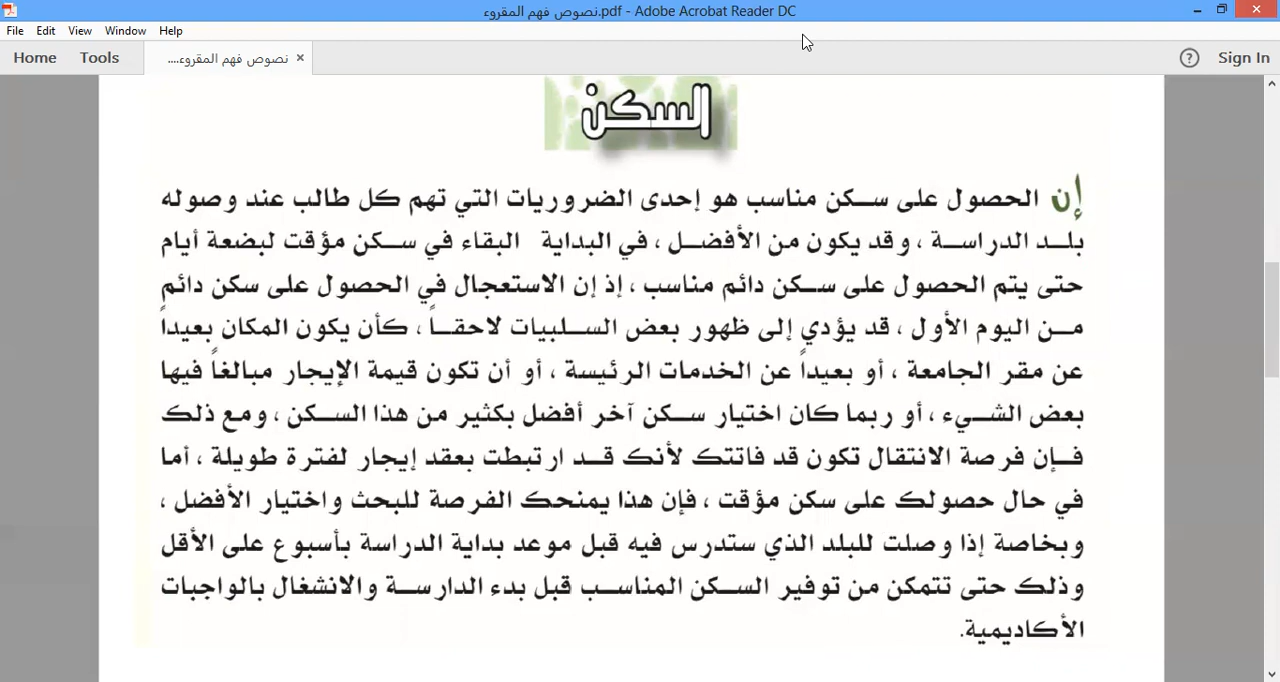 نصوص فهم المقروء.pdf - Adobe Acrobat Reader DC
File Edit View Window Help
Home Tools نصوص فهم المقروء.... × ? Sign In
السكن
إن الحصول على سكن مناسب هو إحدى الضروريات التي تهم كل طالب عند وصوله
بلد الدراسة ، وقد يكون من الأفضل ، في البداية البقاء في سكن مؤقت لبضعة أيام
حتى يتم الحصول على سكن دائم مناسب ، إذ إن الاستعجال في الحصول على سكن دائم
من اليوم الأول ، قد يؤدي إلى ظهور بعض السلبيات لاحقاً ، كأن يكون المكان بعيداً
عن مقر الجامعة ، أو بعيداً عن الخدمات الرئيسة ، أو أن تكون قيمة الإيجار مبالغاً فيها
بعض الشيء ، أو ربما كان اختيار سكن آخر أفضل بكثير من هذا السكن ، ومع ذلك
فإن فرصة الانتقال تكون قد فاتتك لأنك قد ارتبطت بعقد إيجار لفترة طويلة ، أما
في حال حصولك على سكن مؤقت ، فإن هذا يمنحك الفرصة للبحث واختيار الأفضل ،
وبخاصة إذا وصلت للبلد الذي ستدرس فيه قبل موعد بداية الدراسة بأسبوع على الأقل
وذلك حتى تتمكن من توفير السكن المناسب قبل بدء الدارسة والانشغال بالواجبات
الأكاديمية.